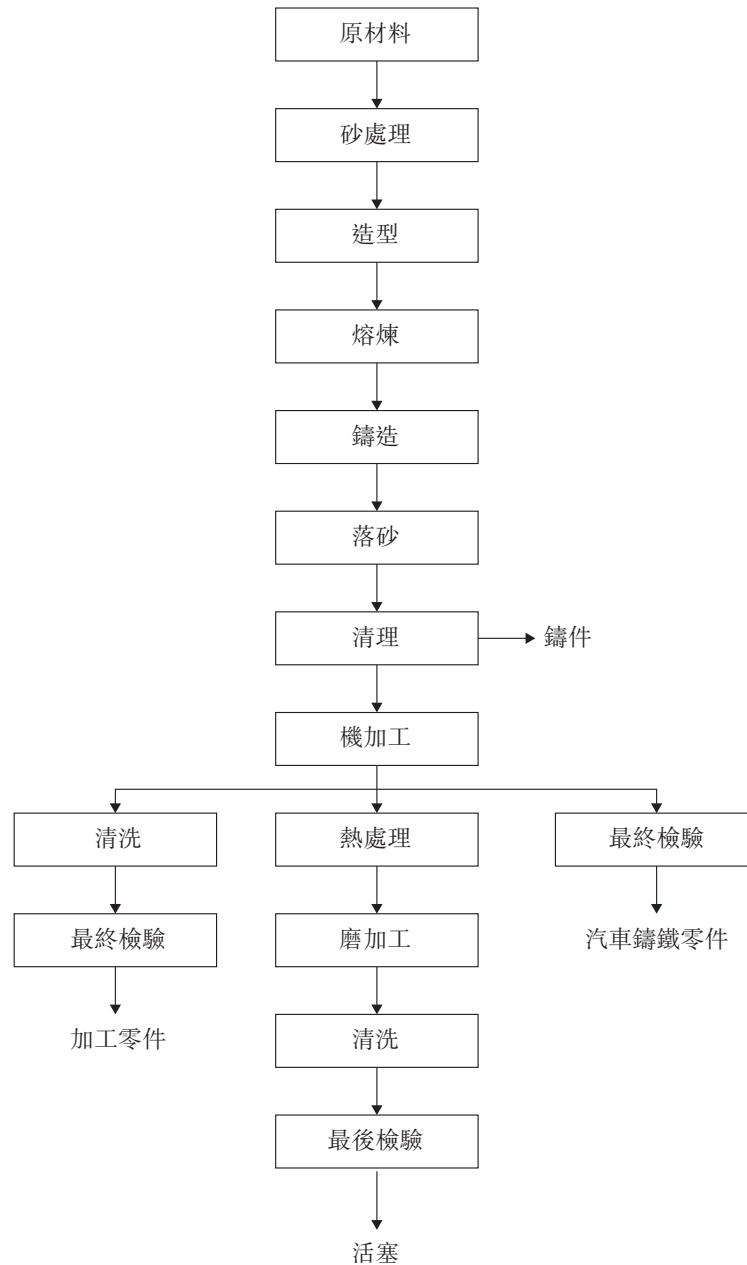 原材料
砂處理
造型
熔煉
鑄造
落砂
清理
鑄件
機加工
清洗
熱處理
最終檢驗
最終檢驗
磨加工
汽車鑄鐵零件
加工零件
清洗
最後檢驗
活塞